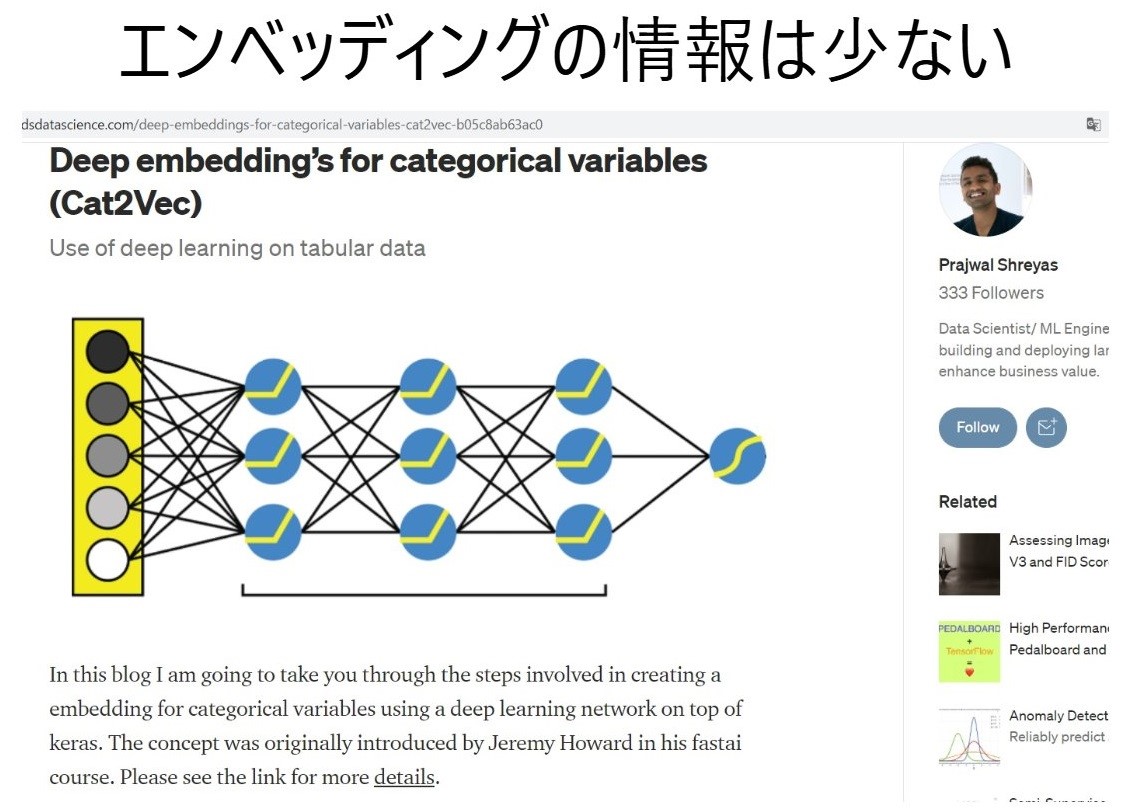 エンベッディングの情報は少ない
dsdatascience.com/deep-embeddings-for-categorical-variables-cat2vec-b05c8ab63ac0
Deep embedding's for categorical variables
(Cat2Vec)
Use of deep learning on tabular data
In this blog I am going to take you through the steps involved in creating a
embedding for categorical variables using a deep learning network on top of
keras. The concept was originally introduced by Jeremy Howard in his fastai
course. Please see the link for more details.
Prajwal Shreyas
333 Followers
Data Scientist/ ML Engine
building and deploying lar
enhance business value.
Follow
Related
Assessing Image
V3 and FID Scor
PEDALBOARD
+
TensorFlow
=
High Performan
Pedalboard and
Anomaly Detect
Reliably predict